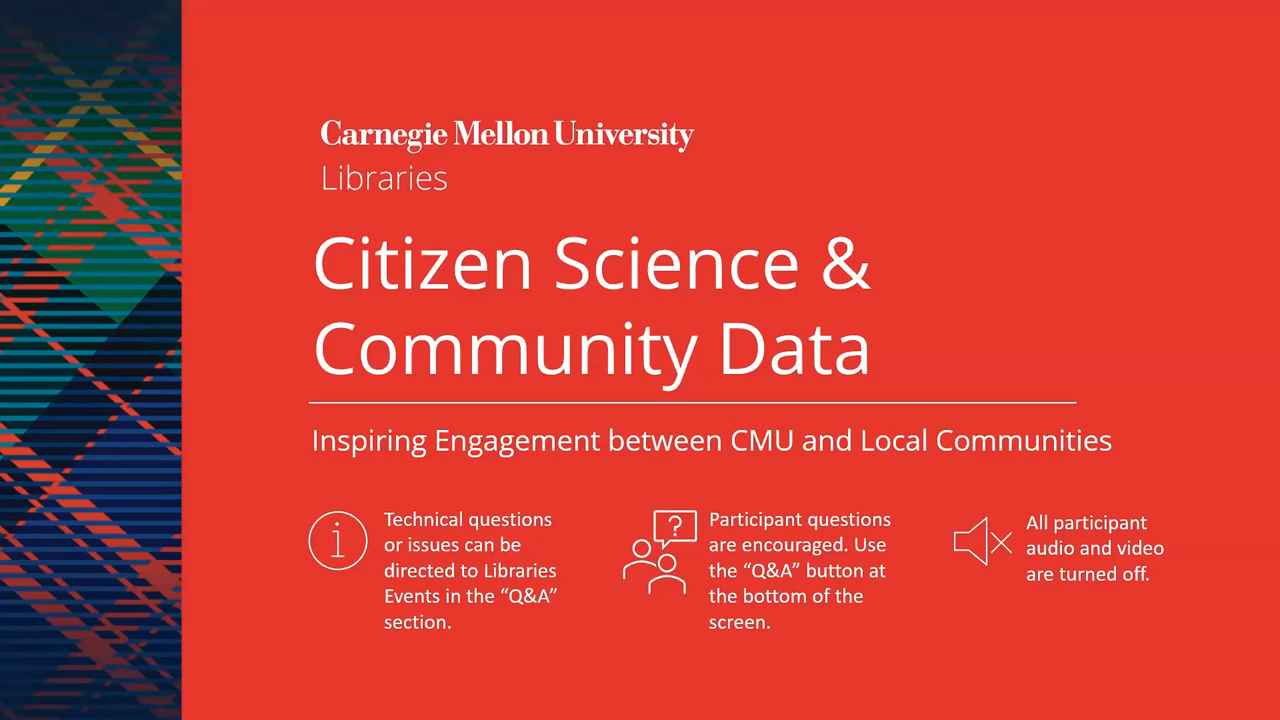 Carnegie Mellon University
Libraries
Citizen Science &
Community Data
Inspiring Engagement between CMU and Local Communities
i
Technical questions
or issues can be
directed to Libraries
Events in the “Q&A”
section.
?
Participant questions
are encouraged. Use
the “Q&A” button at
the bottom of the
screen.
All participant
audio and video
are turned off.